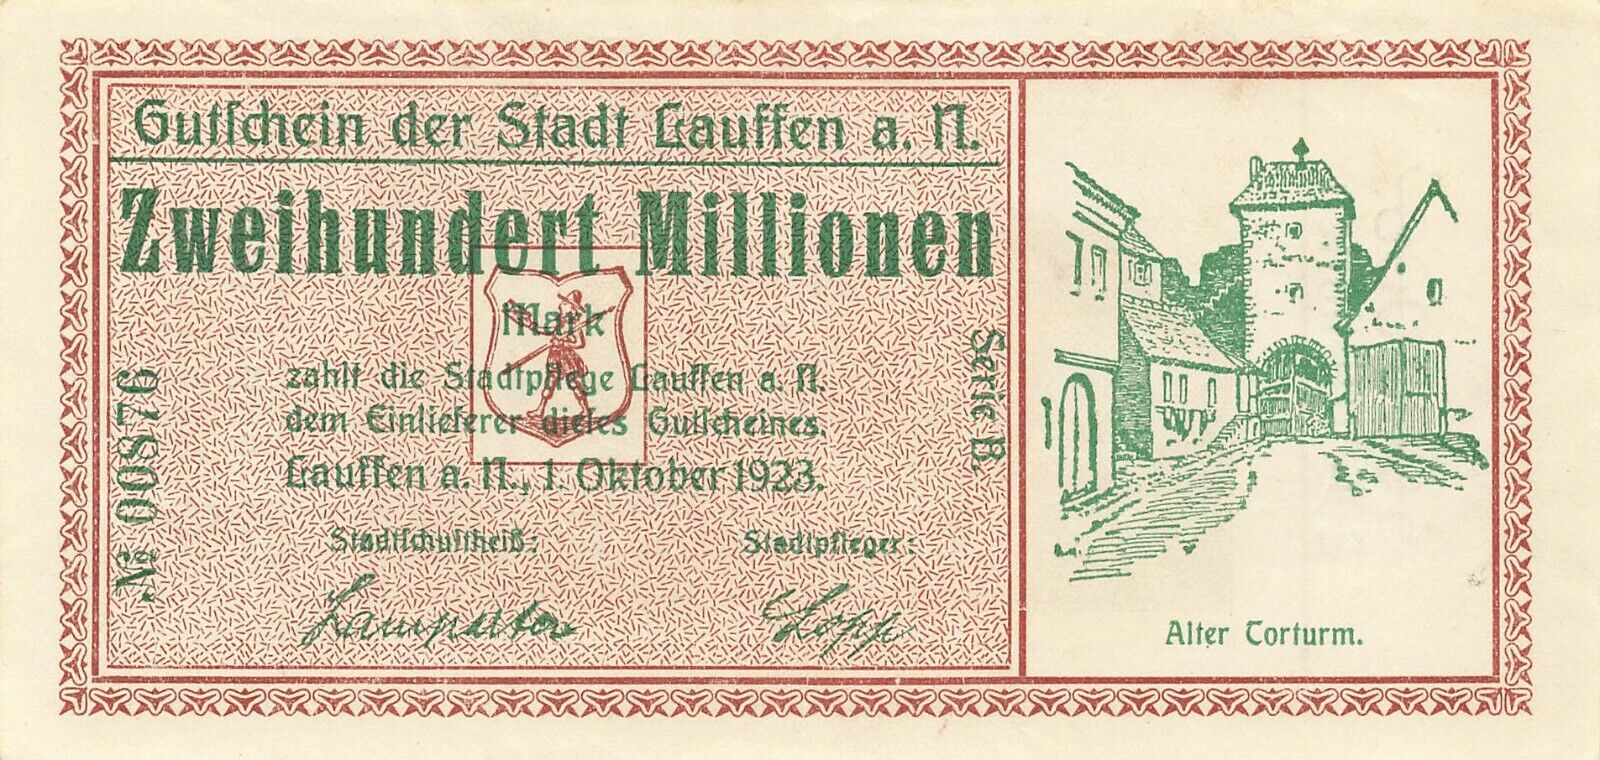 Gutschein der Stadt Lauffen a. N.
Zweihundert Millionen
Mark
zahlt die Stadtpflege Lauffen a. N.
dem Einlieferer dieses Gutscheines.
Lauffen a. N., 1. Oktober 1923.
Stadtschultheiß: Stadtpfleger:
Lopp
№ 00876
Serie B.
Alter Torturm.